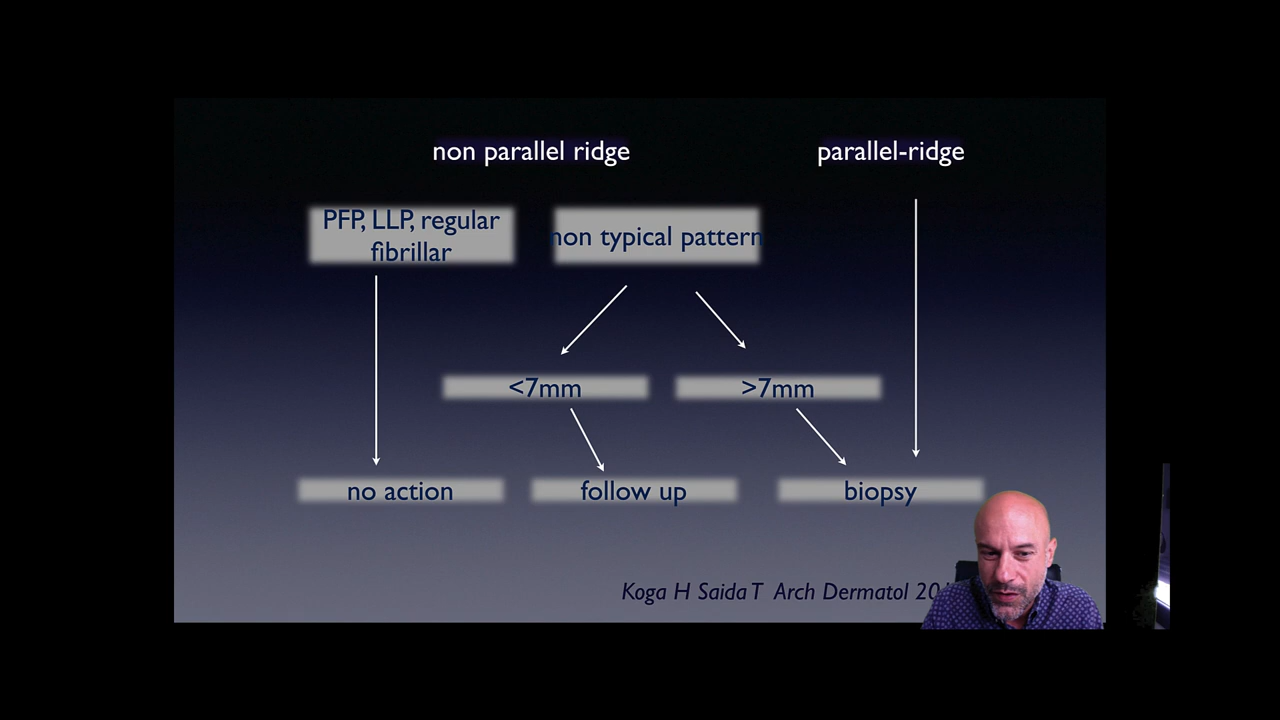 non parallel ridge
parallel-ridge
PFP, LLP, regular
fibrillar
non typical pattern
<7mm
>7mm
no action
follow up
biopsy
Koga H Saida T Arch Dermatol